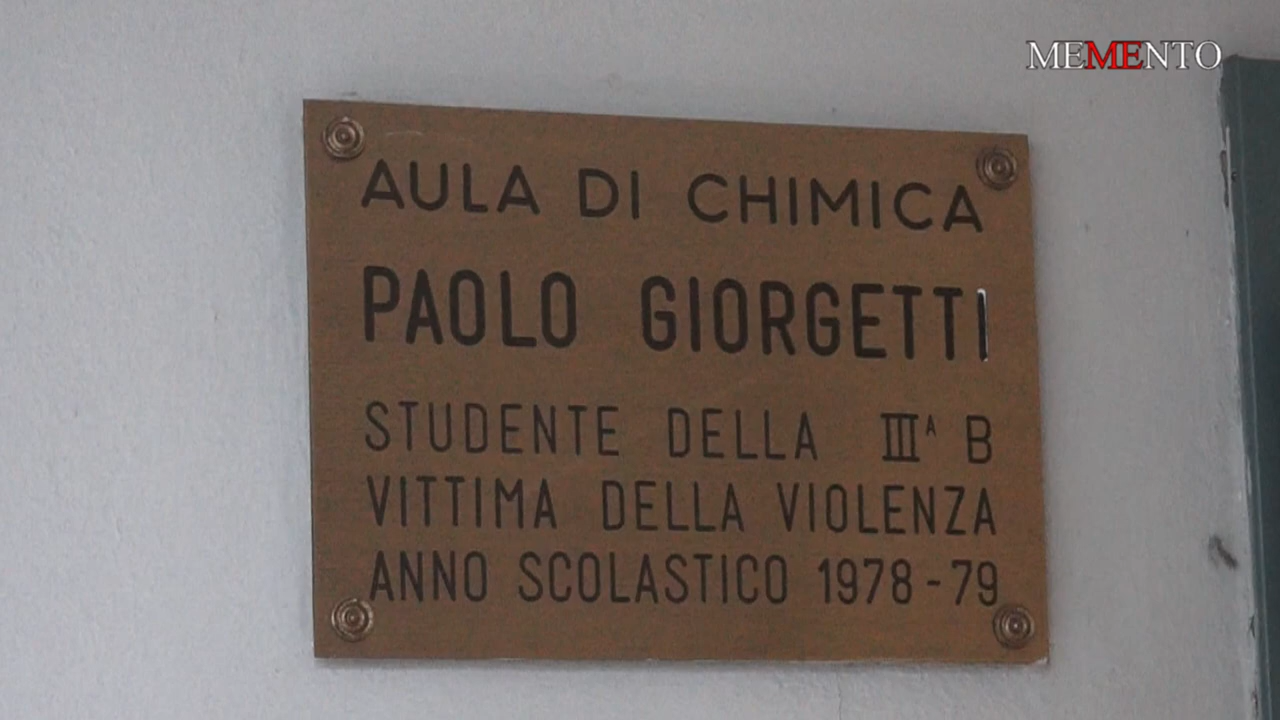 MEMENTO
AULA DI CHIMICA
PAOLO GIORGETTI
STUDENTE DELLA IIIᴬ B
VITTIMA DELLA VIOLENZA
ANNO SCOLASTICO 1978-79